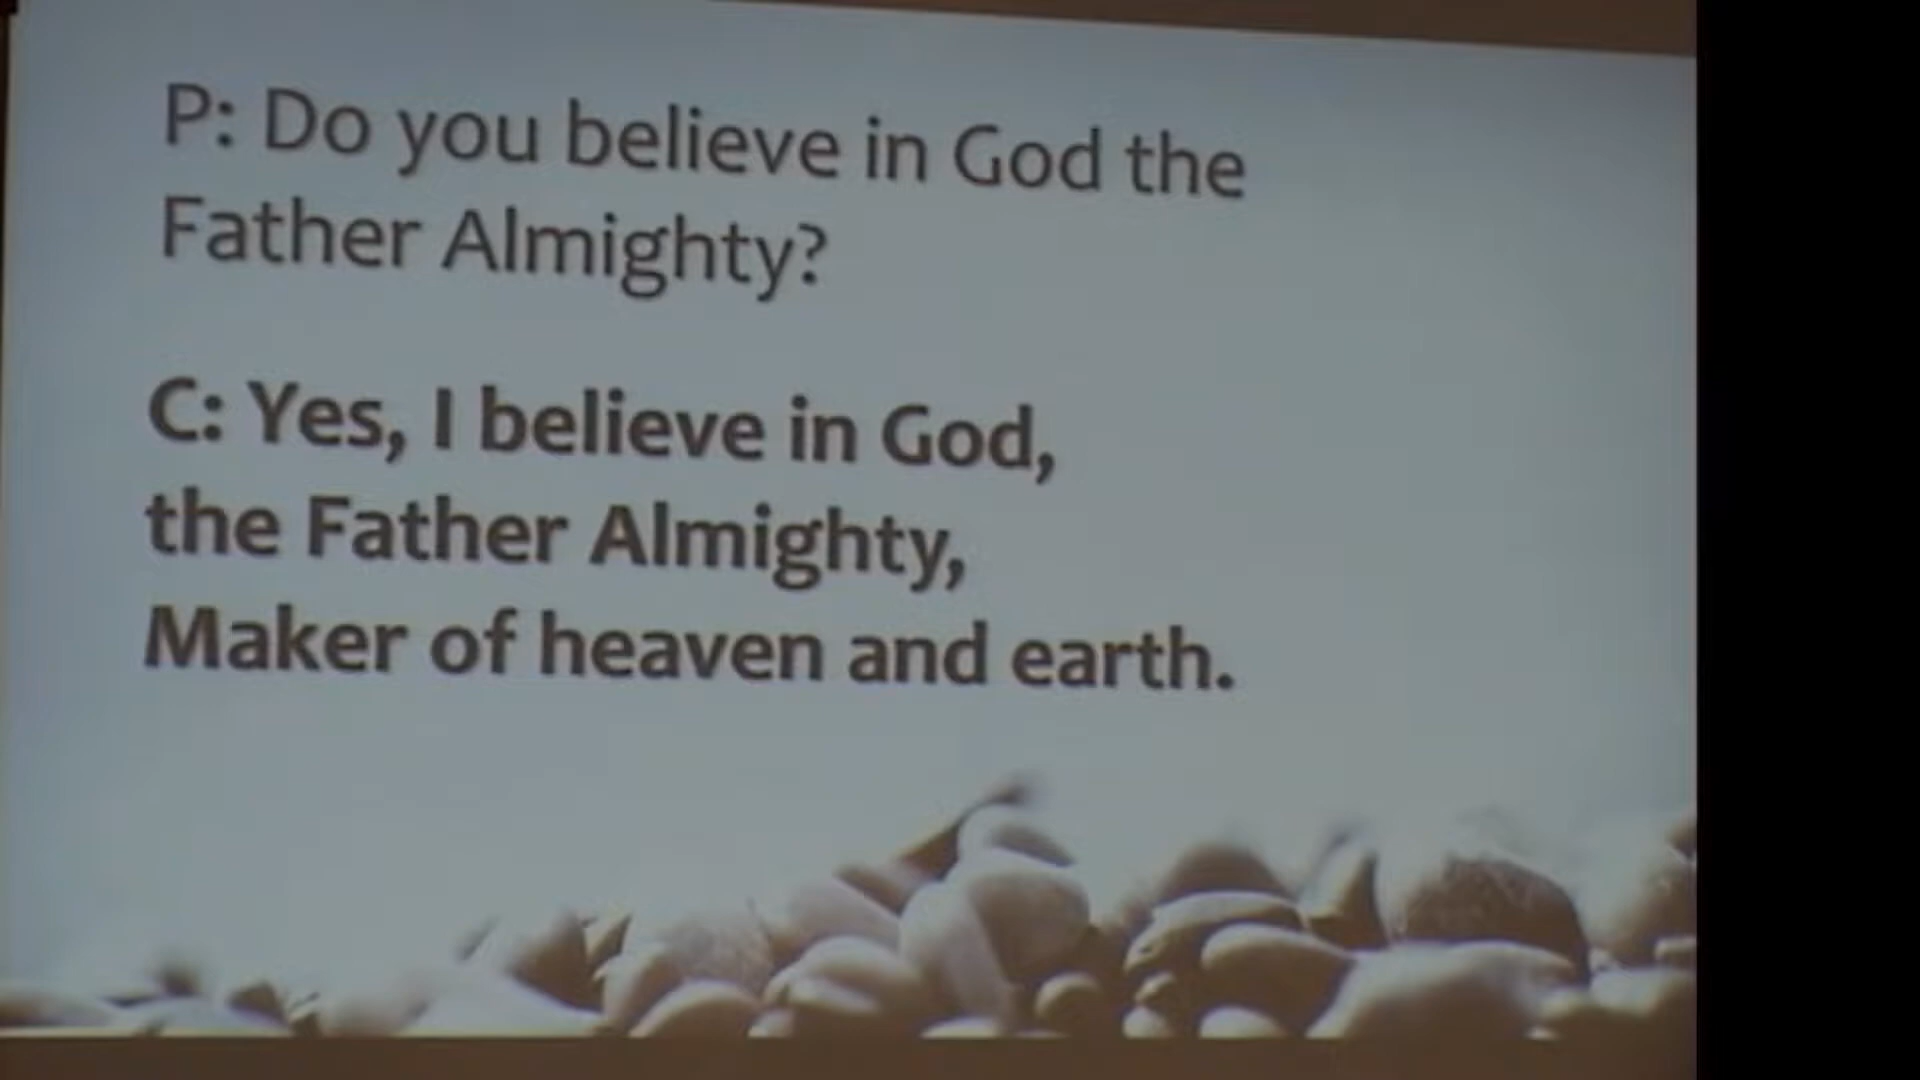 P: Do you believe in God the
Father Almighty?
C: Yes, I believe in God,
the Father Almighty,
Maker of heaven and earth.